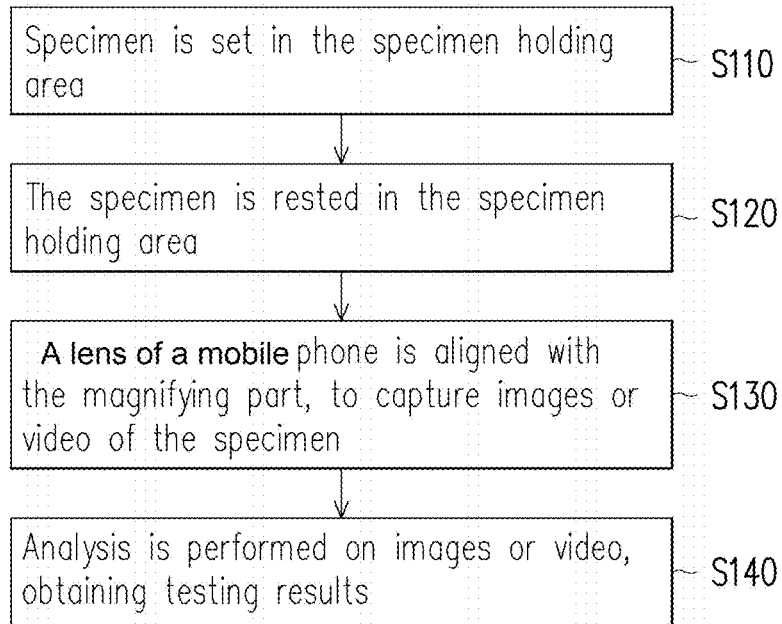 Specimen is set in the specimen holding
area
S110
The specimen is rested in the specimen
holding area
S120
A lens of a mobile phone is aligned with
the magnifying part, to capture images or
video of the specimen
S130
Analysis is performed on images or video,
obtaining testing results
S140